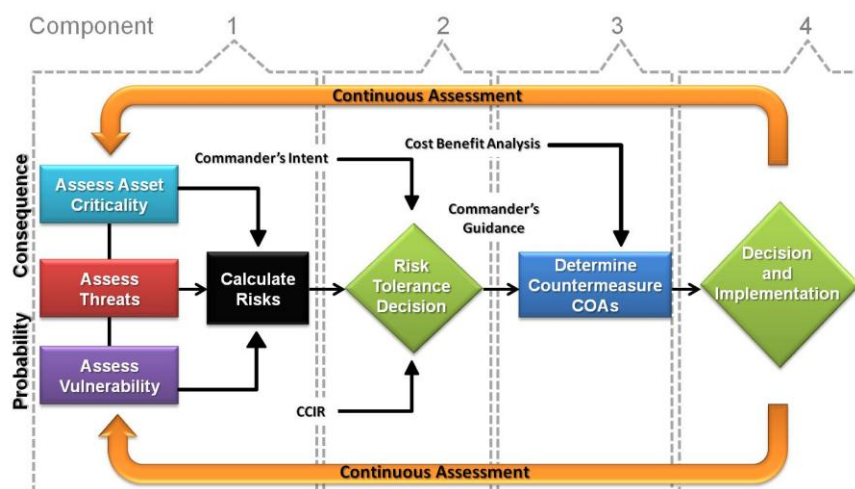 Component 1 2 3 4
Continuous Assessment
Consequence
Probability
Assess Asset
Criticality
Assess
Threats
Assess
Vulnerability
Calculate
Risks
Commander's Intent
Risk
Tolerance
Decision
CCIR
Commander's
Guidance
Cost Benefit Analysis
Determine
Countermeasure
COAs
Decision
and
Implementation
Continuous Assessment